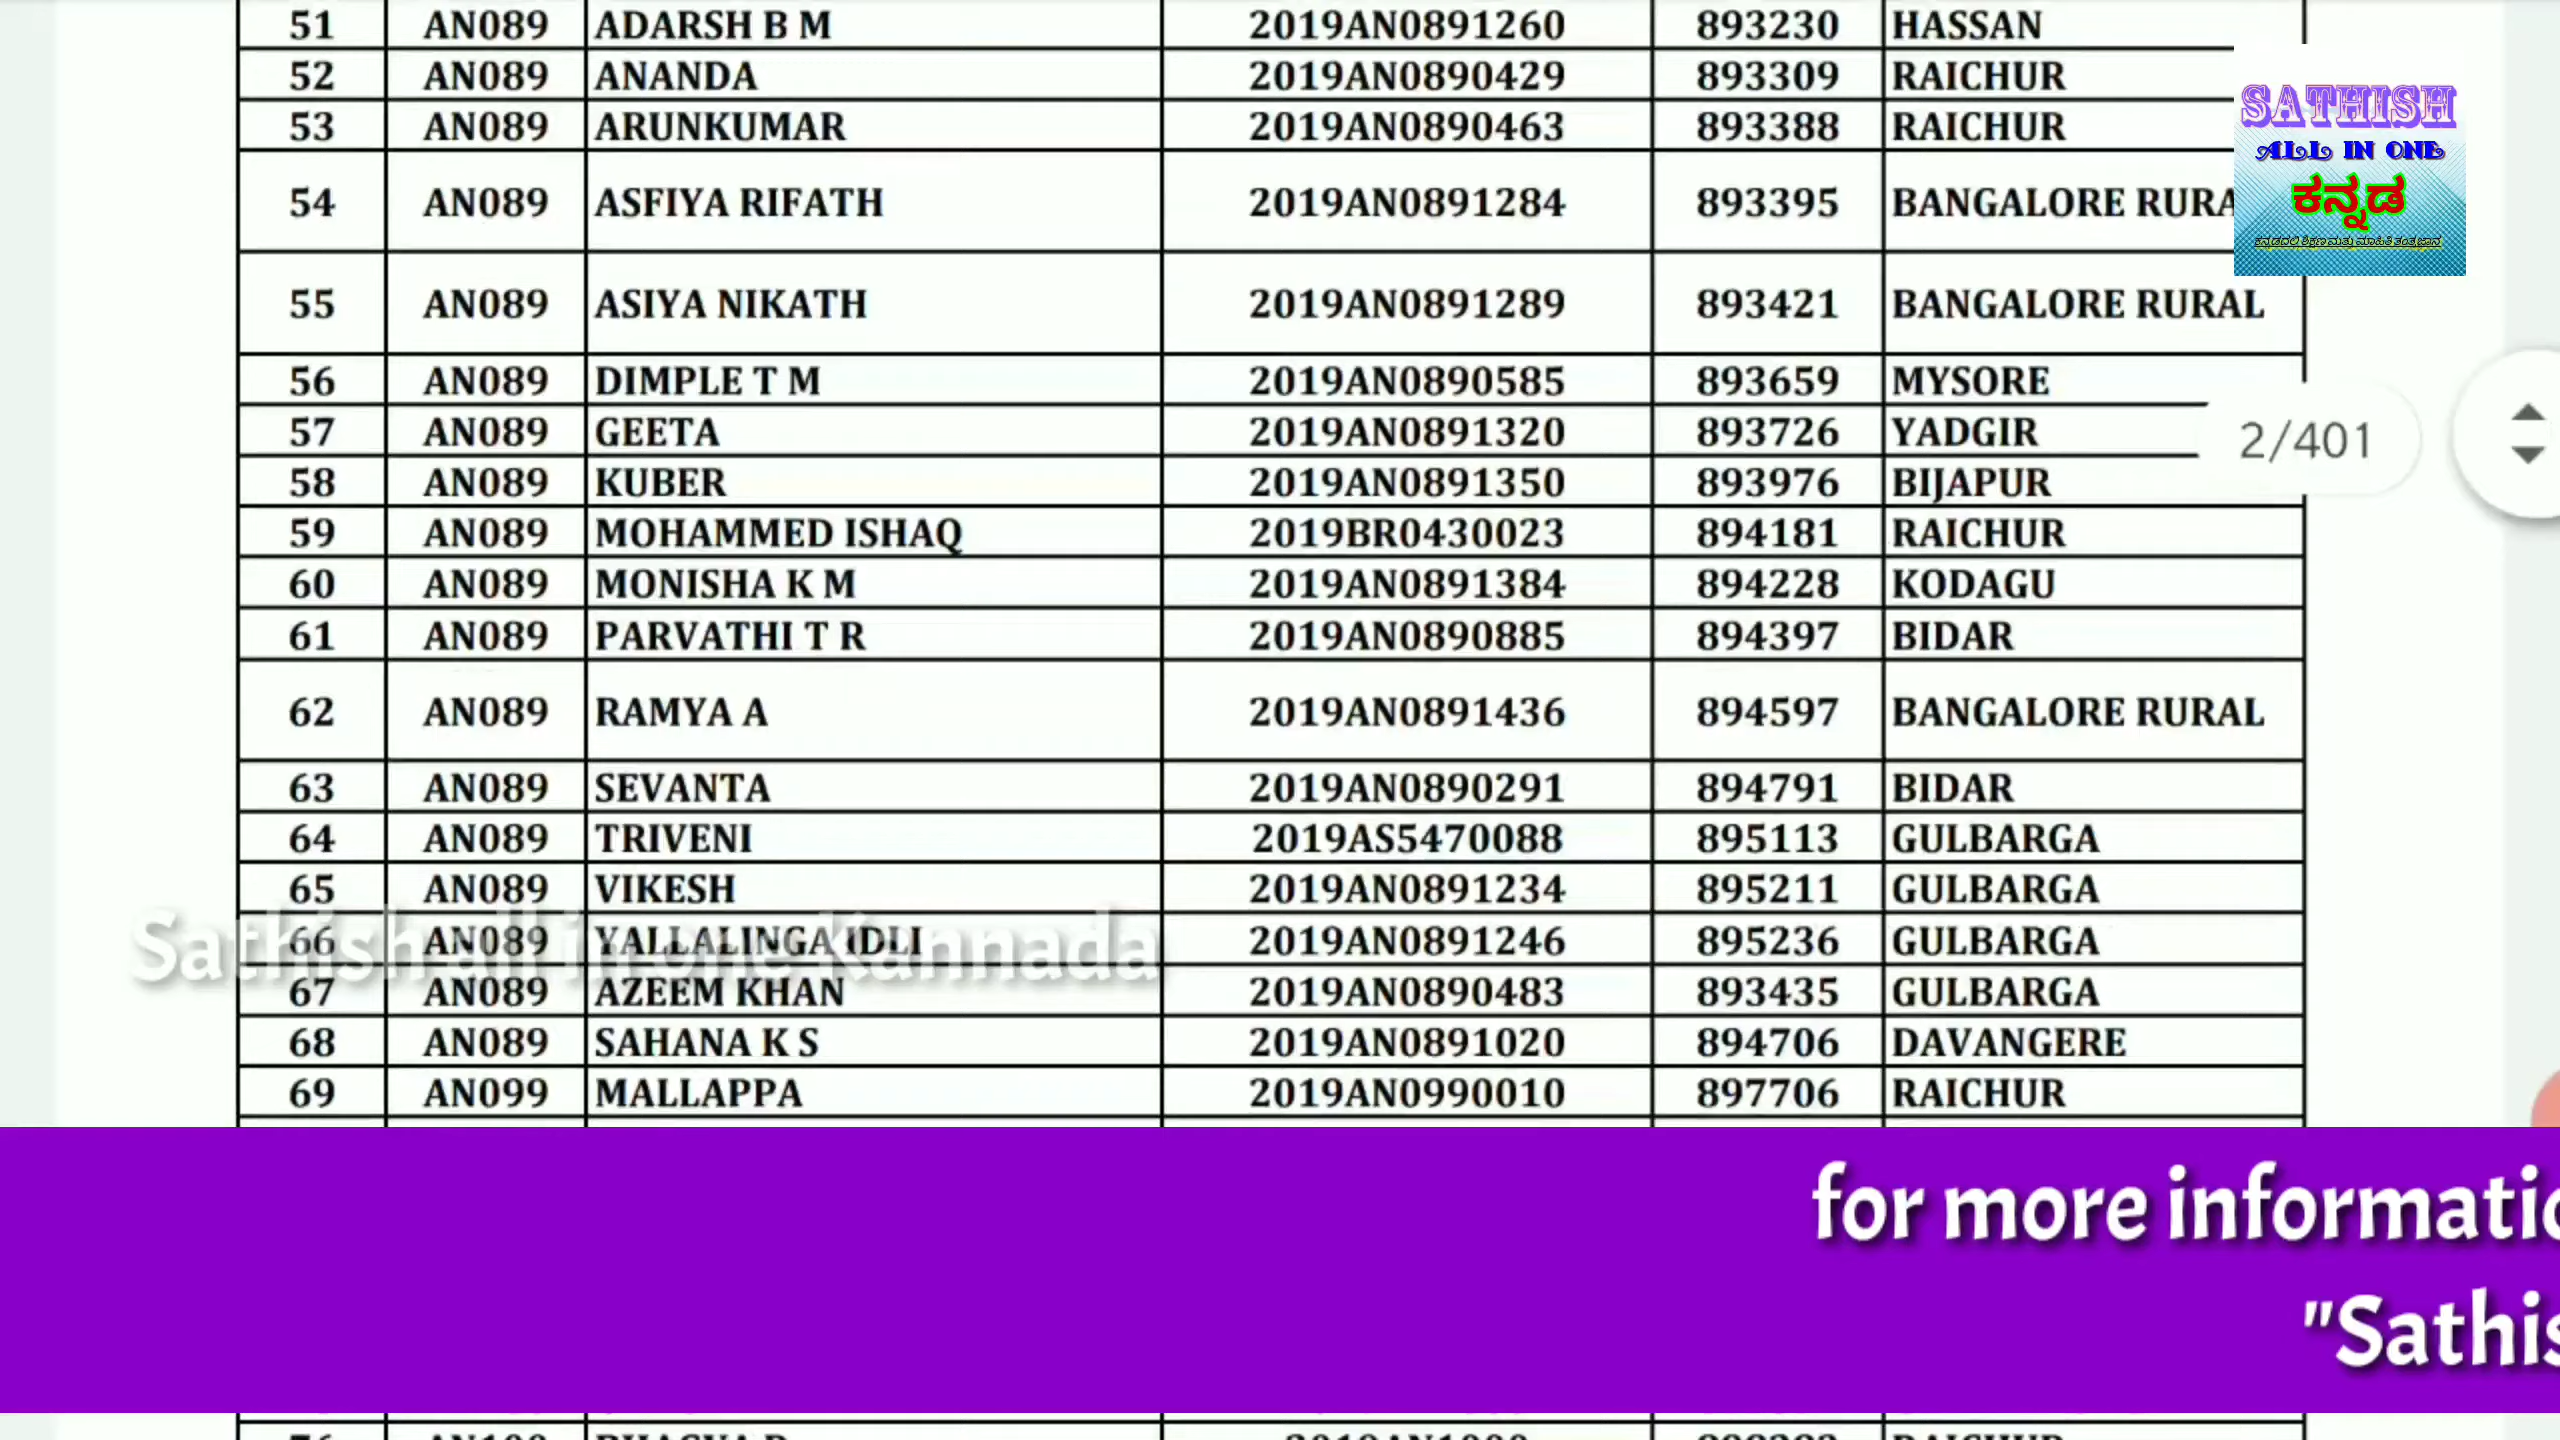 51 AN089 ADARSH B M 2019AN0891260 893230 HASSAN
52 AN089 ANANDA 2019AN0890429 893309 RAICHUR
53 AN089 ARUNKUMAR 2019AN0890463 893388 RAICHUR
54 AN089 ASFIYA RIFATH 2019AN0891284 893395 BANGALORE RURA
55 AN089 ASIYA NIKATH 2019AN0891289 893421 BANGALORE RURAL
56 AN089 DIMPLE T M 2019AN0890585 893659 MYSORE
57 AN089 GEETA 2019AN0891320 893726 YADGIR
58 AN089 KUBER 2019AN0891350 893976 BIJAPUR
59 AN089 MOHAMMED ISHAQ 2019BR0430023 894181 RAICHUR
60 AN089 MONISHA K M 2019AN0891384 894228 KODAGU
61 AN089 PARVATHI T R 2019AN0890885 894397 BIDAR
62 AN089 RAMYA A 2019AN0891436 894597 BANGALORE RURAL
63 AN089 SEVANTA 2019AN0890291 894791 BIDAR
64 AN089 TRIVENI 2019AS5470088 895113 GULBARGA
65 AN089 VIKESH 2019AN0891234 895211 GULBARGA
66 AN089 2019AN0891246 895236 GULBARGA
67 AN089 AZEEM KHAN 2019AN0890483 893435 GULBARGA
68 AN089 SAHANA K S 2019AN0891020 894706 DAVANGERE
69 AN099 MALLAPPA 2019AN0990010 897706 RAICHUR
SATHISH
ALL IN ONE
ಕನ್ನಡ
2/401
Sathish all in one Kannada
for more informatio
"Sathis